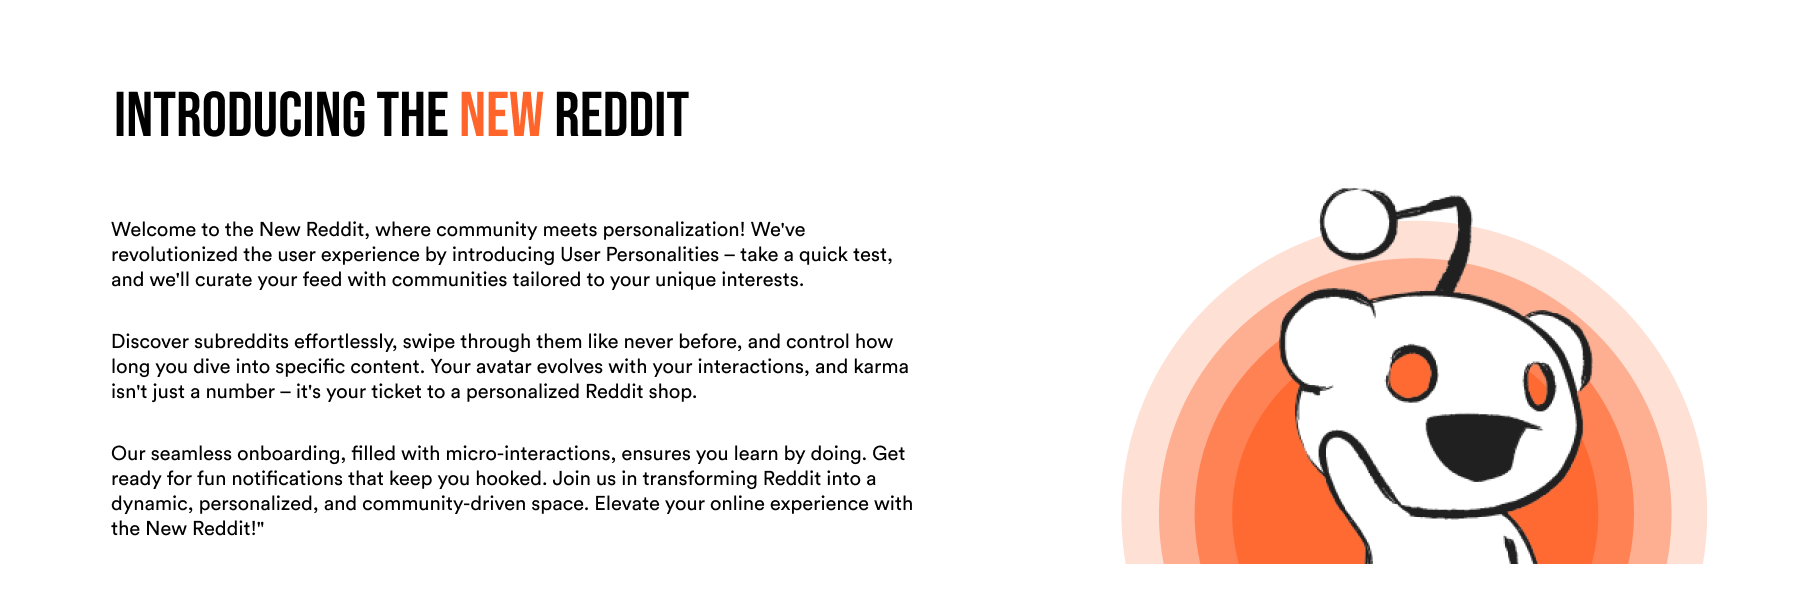 INTRODUCING THE NEW REDDIT
Welcome to the New Reddit, where community meets personalization! We've
revolutionized the user experience by introducing User Personalities – take a quick test,
and we'll curate your feed with communities tailored to your unique interests.
Discover subreddits effortlessly, swipe through them like never before, and control how
long you dive into specific content. Your avatar evolves with your interactions, and karma
isn't just a number – it's your ticket to a personalized Reddit shop.
Our seamless onboarding, filled with micro-interactions, ensures you learn by doing. Get
ready for fun notifications that keep you hooked. Join us in transforming Reddit into a
dynamic, personalized, and community-driven space. Elevate your online experience with
the New Reddit!"